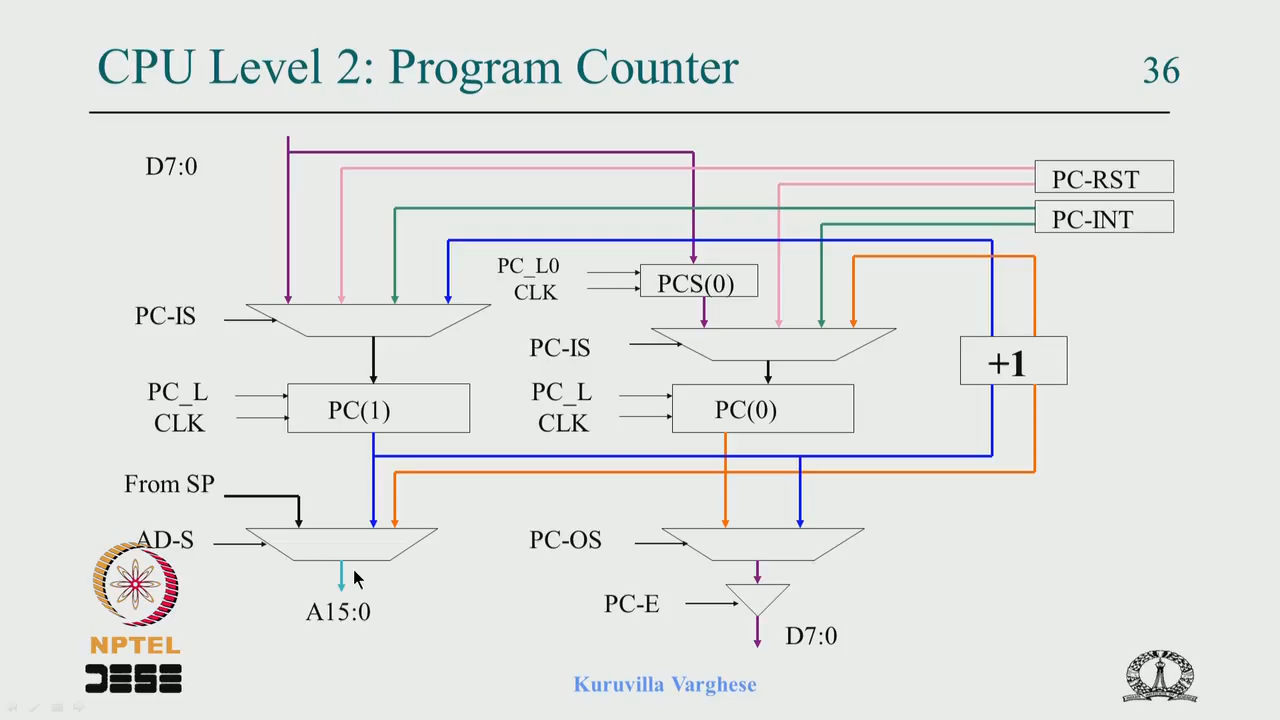 CPU Level 2: Program Counter
36
D7:0
PC-RST
PC-INT
PC_L0
CLK
PCS(0)
PC-IS
PC-IS
+1
PC_L
CLK
PC(1)
PC_L
CLK
PC(0)
From SP
AD-S
PC-OS
A15:0
PC-E
D7:0
NPTEL
DESE
Kuruvilla Varghese